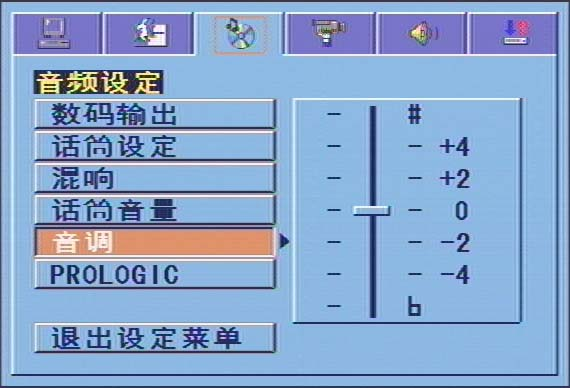 音频设定
数码输出
话筒设定
混响
话筒音量
音调
PROLOGIC
退出设定菜单
- #
- - +4
- - +2
- - 0
- - -2
- - -4
- b